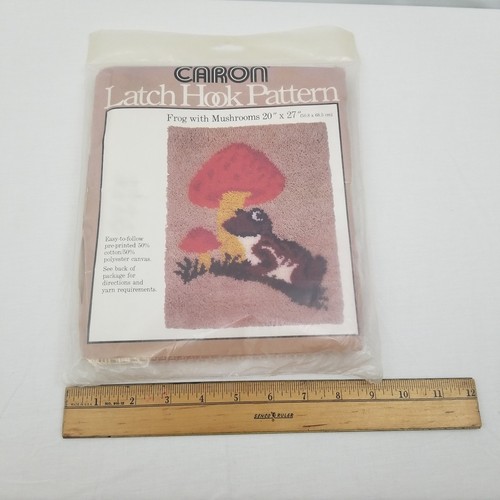 CARON
Latch Hook Pattern
Frog with Mushrooms 20" x 27"
Easy-to-follow
pre-printed 50%
cotton/50%
polyester canvas.
See back of
package for
directions and
yarn requirements.
1 2 3 4 5 6 7 8 9 10 11 12